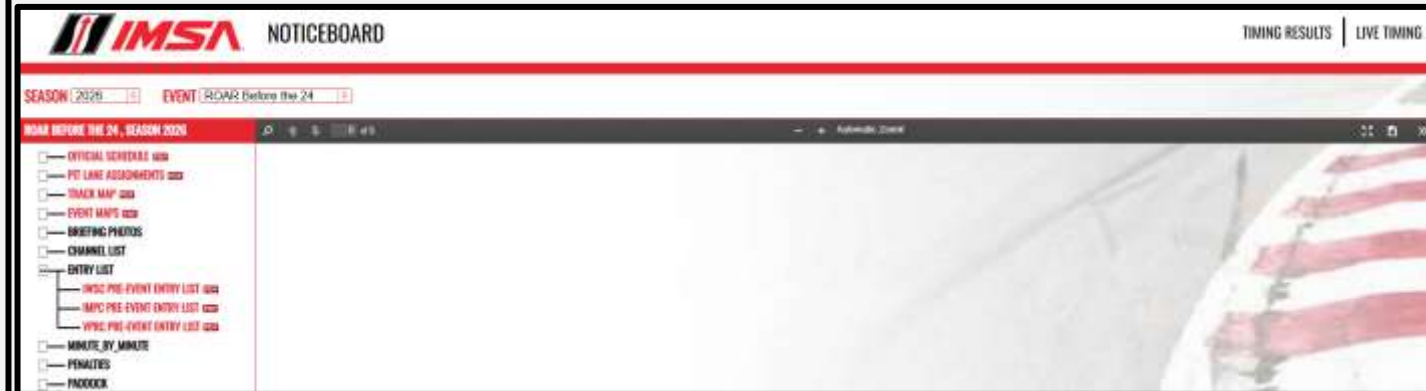 IMSA NOTICEBOARD TIMING RESULTS LIVE TIMING
SEASON 2026 EVENT ROAR Before the 24
ROAR BEFORE THE 24 , SEASON 2026 Automatic Zoom
OFFICIAL SCHEDULE
PIT LANE ASSIGNMENTS
TRACK MAP
EVENT MAPS
BRIEFING PHOTOS
CHANNEL LIST
ENTRY LIST
IWSC PRE-EVENT ENTRY LIST
IMPC PRE-EVENT ENTRY LIST
VPRC PRE-EVENT ENTRY LIST
MINUTE_BY_MINUTE
PENALTIES
PADDOCK